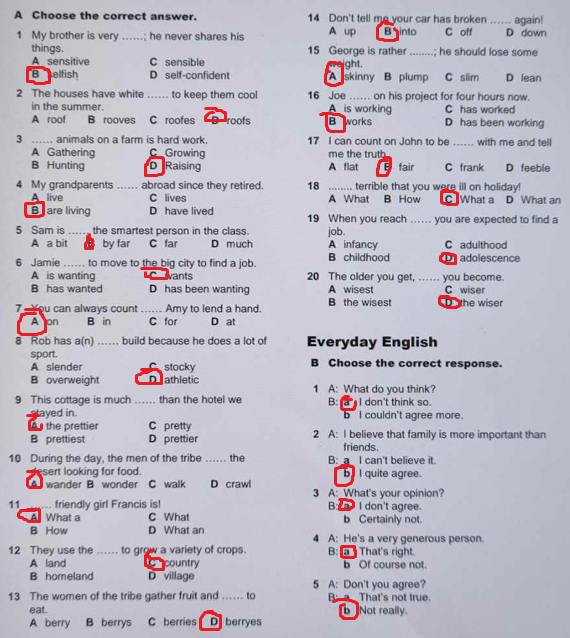 A Choose the correct answer.
1 My brother is very ......; he never shares his
things.
A sensitive C sensible
B selfish D self-confident
2 The houses have white ...... to keep them cool
in the summer.
A roof B rooves C roofes D roofs
3 ...... animals on a farm is hard work.
A Gathering C Growing
B Hunting D Raising
4 My grandparents ...... abroad since they retired.
A live C lives
B are living D have lived
5 Sam is ...... the smartest person in the class.
A a bit B by far C far D much
6 Jamie ...... to move to the big city to find a job.
A is wanting C wants
B has wanted D has been wanting
7 You can always count ...... Amy to lend a hand.
A on B in C for D at
8 Rob has a(n) ...... build because he does a lot of
sport.
A slender C stocky
B overweight D athletic
9 This cottage is much ...... than the hotel we
stayed in.
A the prettier C pretty
B prettiest D prettier
10 During the day, the men of the tribe ...... the
desert looking for food.
A wander B wonder C walk D crawl
11 ...... friendly girl Francis is!
A What a C What
B How D What an
12 They use the ...... to grow a variety of crops.
A land C country
B homeland D village
13 The women of the tribe gather fruit and ...... to
eat.
A berry B berrys C berries D berryes
14 Don't tell me your car has broken ...... again!
A up B into C off D down
15 George is rather ........; he should lose some
weight.
A skinny B plump C slim D lean
16 Joe ...... on his project for four hours now.
A is working C has worked
B works D has been working
17 I can count on John to be ...... with me and tell
me the truth.
A flat B fair C frank D feeble
18 ........ terrible that you were ill on holiday!
A What B How C What a D What an
19 When you reach ...... you are expected to find a
job.
A infancy C adulthood
B childhood D adolescence
20 The older you get, ...... you become.
A wisest C wiser
B the wisest D the wiser
Everyday English
B Choose the correct response.
1 A: What do you think?
B: a I don't think so.
b I couldn't agree more.
2 A: I believe that family is more important than
friends.
B: a I can't believe it.
b I quite agree.
3 A: What's your opinion?
B: a I don't agree.
b Certainly not.
4 A: He's a very generous person.
B: a That's right.
b Of course not.
5 A: Don't you agree?
B: a That's not true.
b Not really.